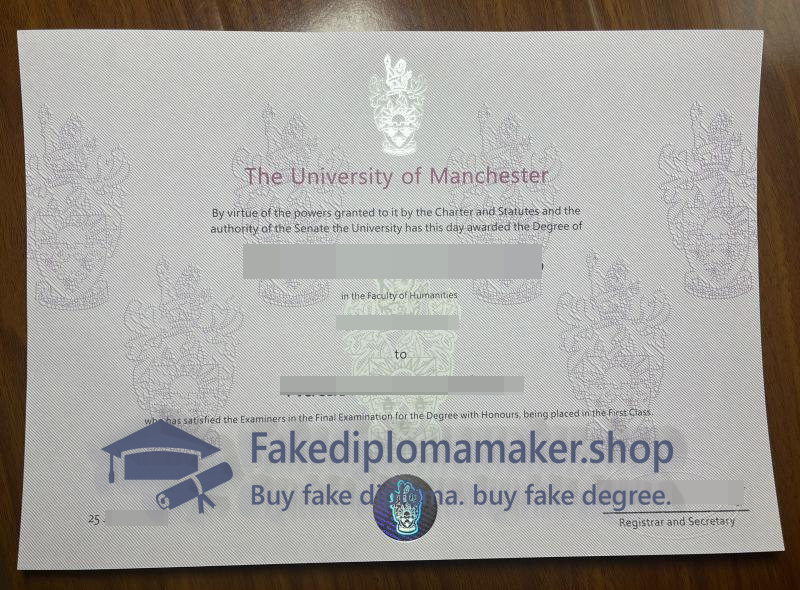 The University of Manchester
By virtue of the powers granted to it by the Charter and Statutes and the
authority of the Senate the University has this day awarded the Degree of
in the Faculty of Humanities
to
who has satisfied the Examiners in the Final Examination for the Degree with Honours, being placed in the First Class.
Fakediplomamaker.shop
Buy fake di ma. buy fake degree.
25
Registrar and Secretary